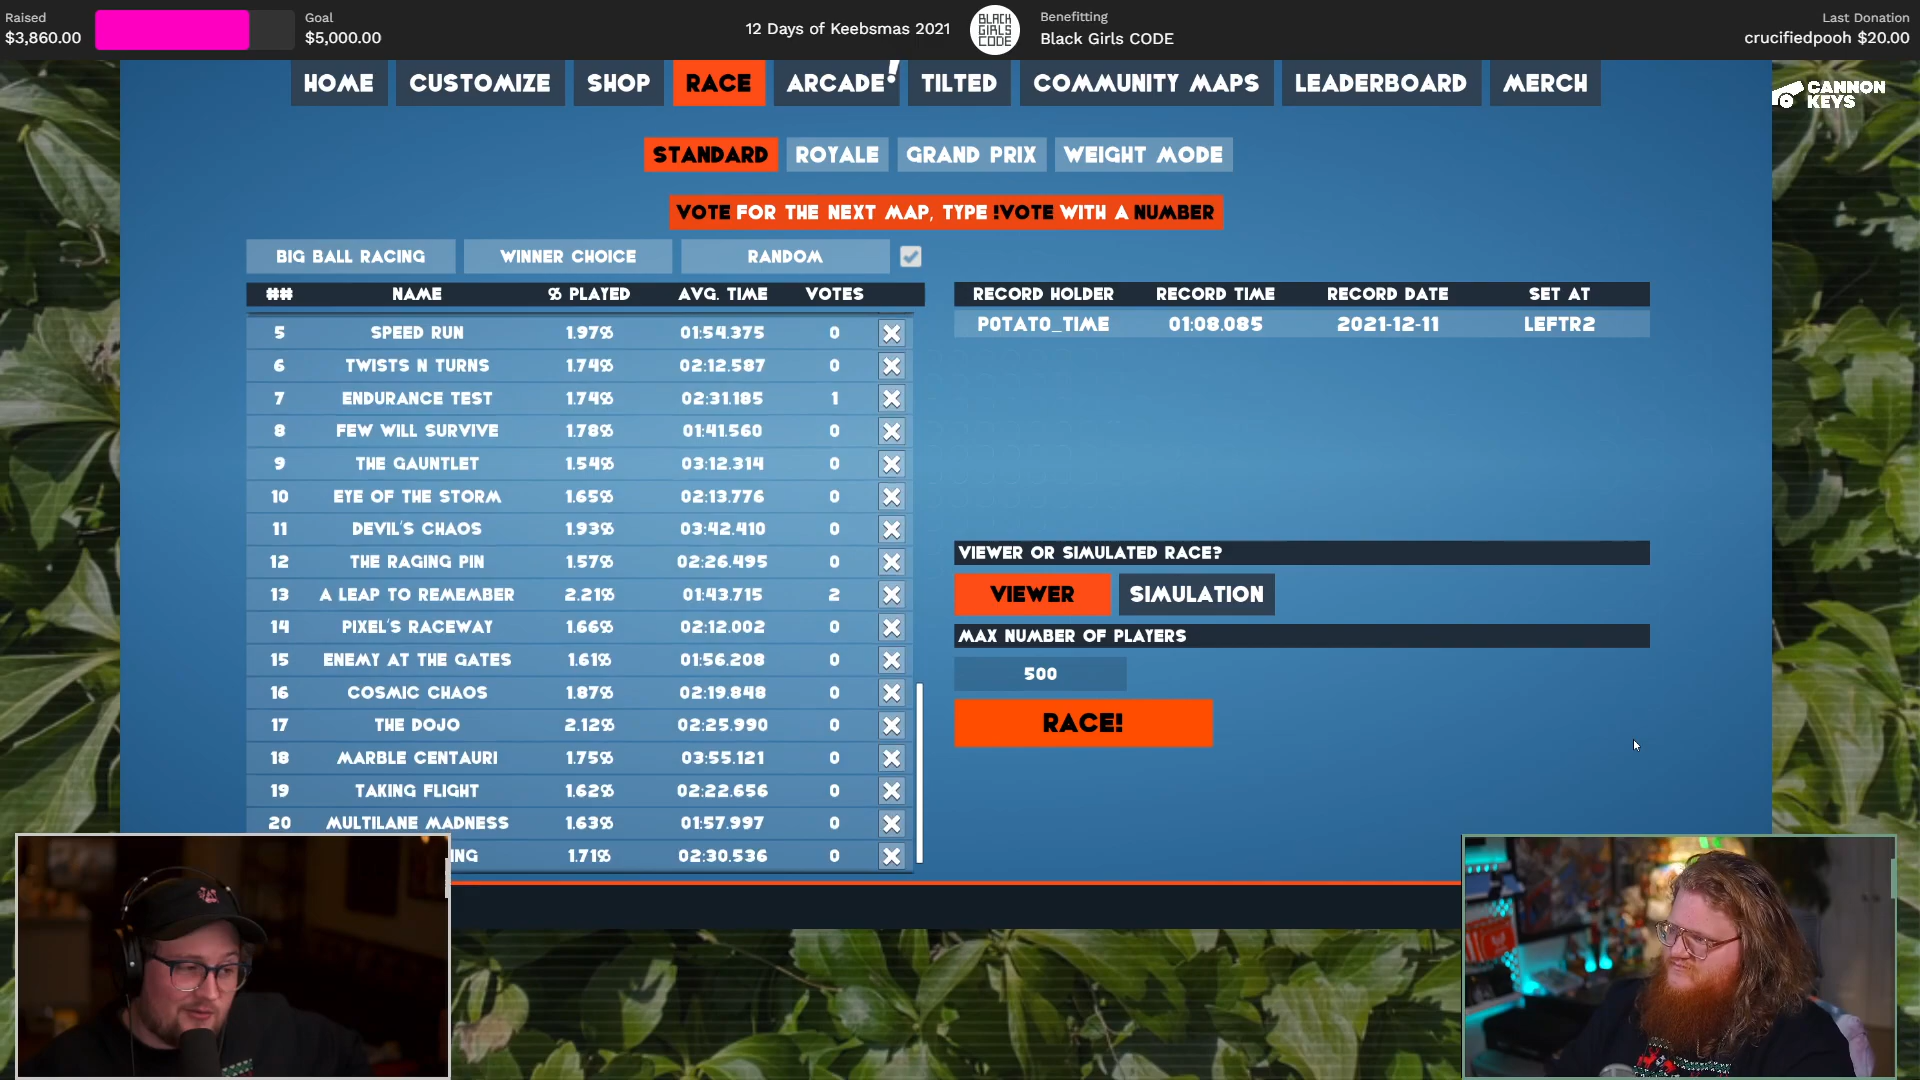 Raised
$3,860.00
Goal
$5,000.00
12 Days of Keebsmas 2021
BLACK GIRLS CODE
Benefitting
Black Girls CODE
Last Donation
crucifiedpooh $20.00
HOME CUSTOMIZE SHOP RACE ARCADE! TILTED COMMUNITY MAPS LEADERBOARD MERCH
CANNON KEYS
STANDARD ROYALE GRAND PRIX WEIGHT MODE
VOTE FOR THE NEXT MAP, TYPE !VOTE WITH A NUMBER
BIG BALL RACING WINNER CHOICE RANDOM
## NAME % PLAYED AVG. TIME VOTES
5 SPEED RUN 1.97% 01:54.375 0
6 TWISTS N TURNS 1.74% 02:12.587 0
7 ENDURANCE TEST 1.74% 02:31.185 1
8 FEW WILL SURVIVE 1.78% 01:41.560 0
9 THE GAUNTLET 1.54% 03:12.314 0
10 EYE OF THE STORM 1.65% 02:13.776 0
11 DEVIL'S CHAOS 1.93% 03:42.410 0
12 THE RAGING PIN 1.57% 02:26.495 0
13 A LEAP TO REMEMBER 2.21% 01:43.715 2
14 PIXEL'S RACEWAY 1.66% 02:12.002 0
15 ENEMY AT THE GATES 1.61% 01:56.208 0
16 COSMIC CHAOS 1.87% 02:19.848 0
17 THE DOJO 2.12% 02:25.990 0
18 MARBLE CENTAURI 1.75% 03:55.121 0
19 TAKING FLIGHT 1.62% 02:22.656 0
20 MULTILANE MADNESS 1.63% 01:57.997 0
ING 1.71% 02:30.536 0
RECORD HOLDER RECORD TIME RECORD DATE SET AT
POTATO_TIME 01:08.085 2021-12-11 LEFTR2
VIEWER OR SIMULATED RACE?
VIEWER SIMULATION
MAX NUMBER OF PLAYERS
500
RACE!